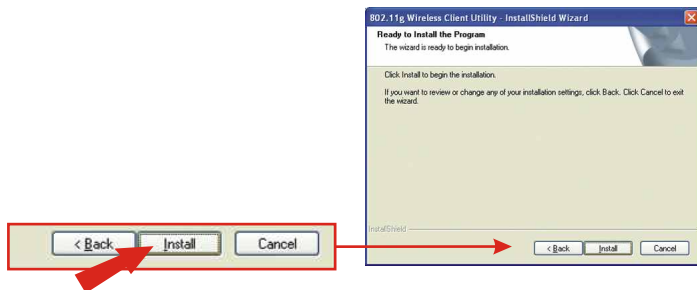 802.11g Wireless Client Utility - InstallShield Wizard
Ready to Install the Program
The wizard is ready to begin installation.
Click Install to begin the installation.
If you want to review or change any of your installation settings, click Back. Click Cancel to exit
the wizard.
InstallShield
< Back Install Cancel
< Back Install Cancel